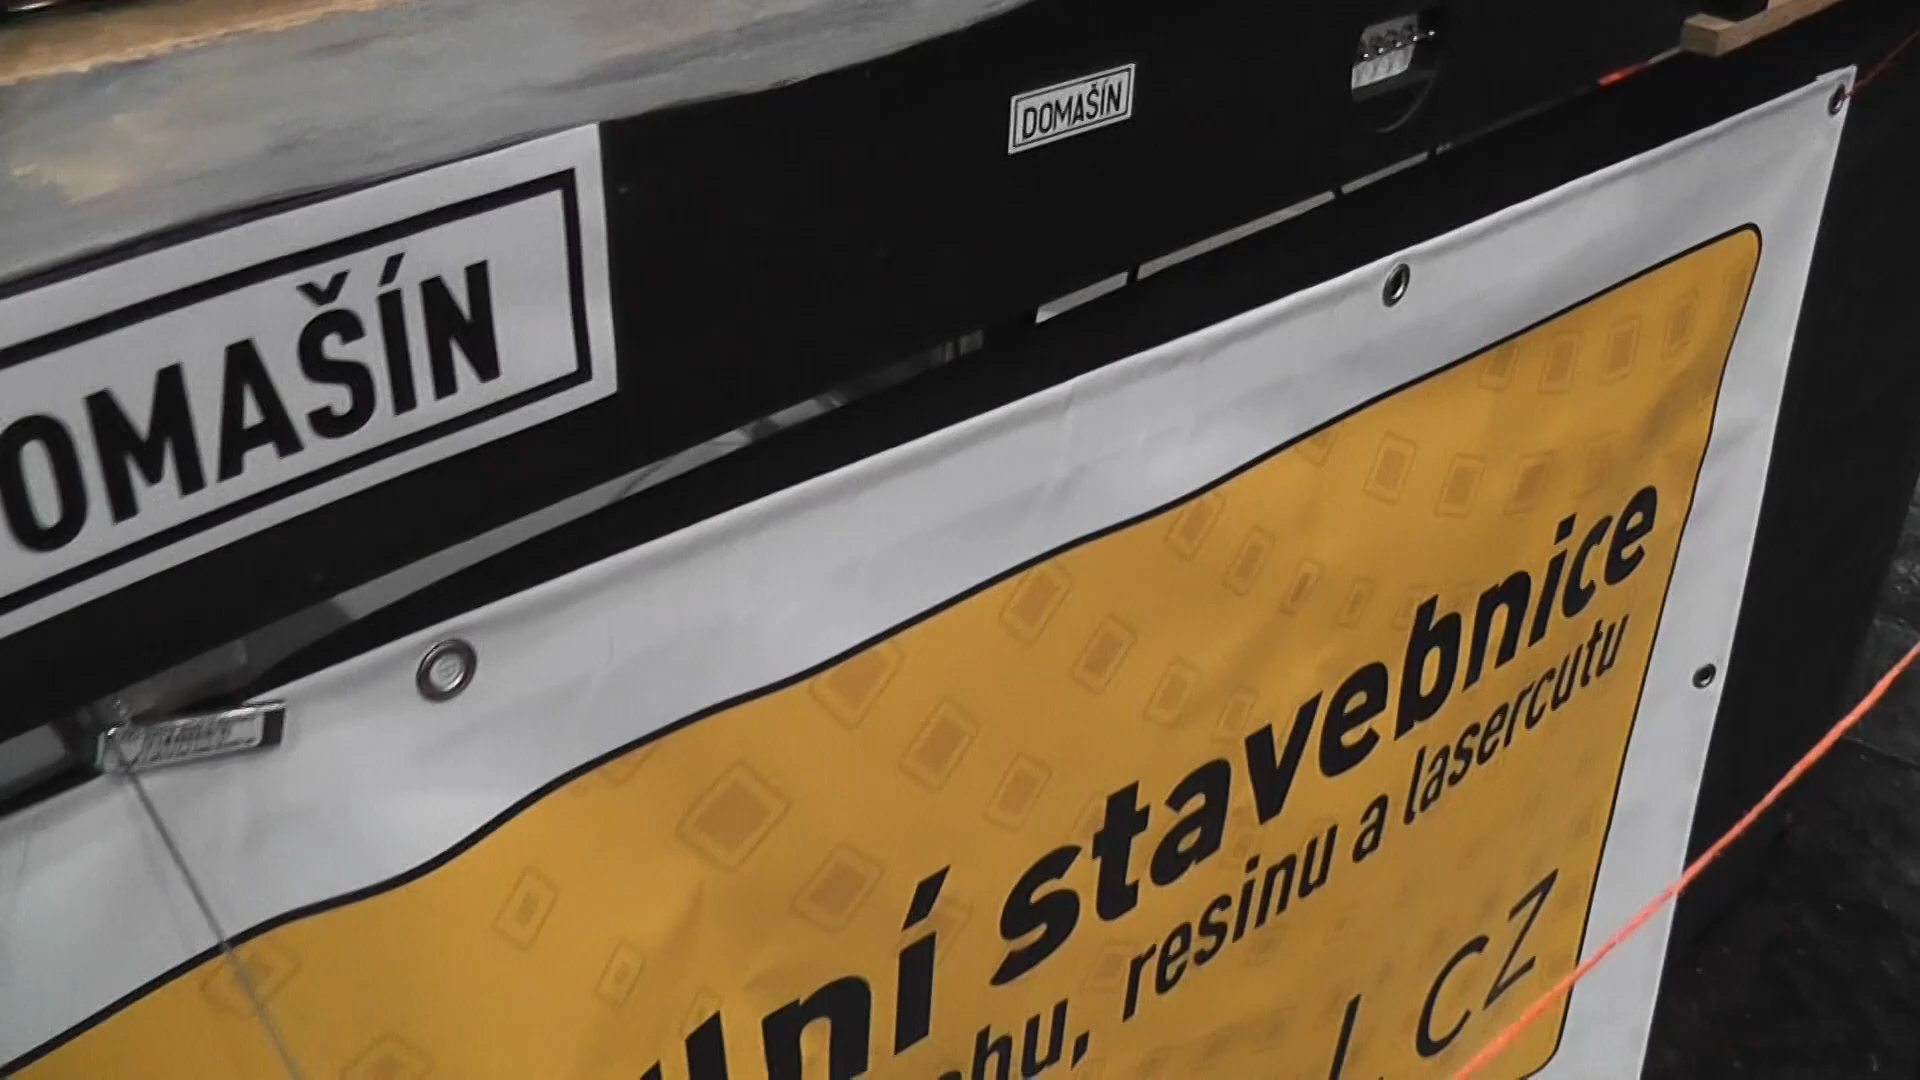 DOMAŠÍN
OMAŠÍN
lní stavebnice
hu, resinu a lasercutu
.cz